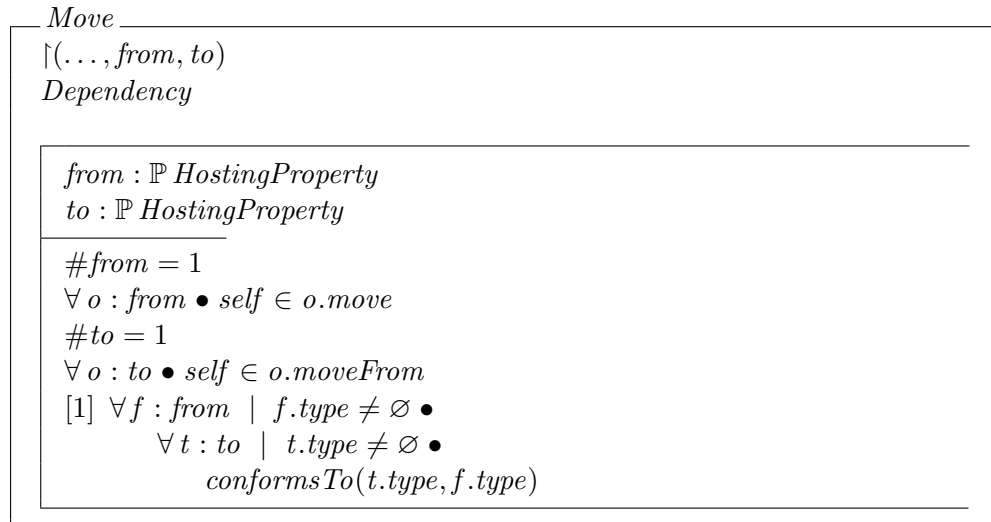 Move
↾(. . . , from, to)
Dependency
from : ℙ HostingProperty
to : ℙ HostingProperty
#from = 1
∀ o : from • self ∈ o.move
#to = 1
∀ o : to • self ∈ o.moveFrom
[1] ∀ f : from | f.type ≠ ∅ •
∀ t : to | t.type ≠ ∅ •
conformsTo(t.type, f.type)